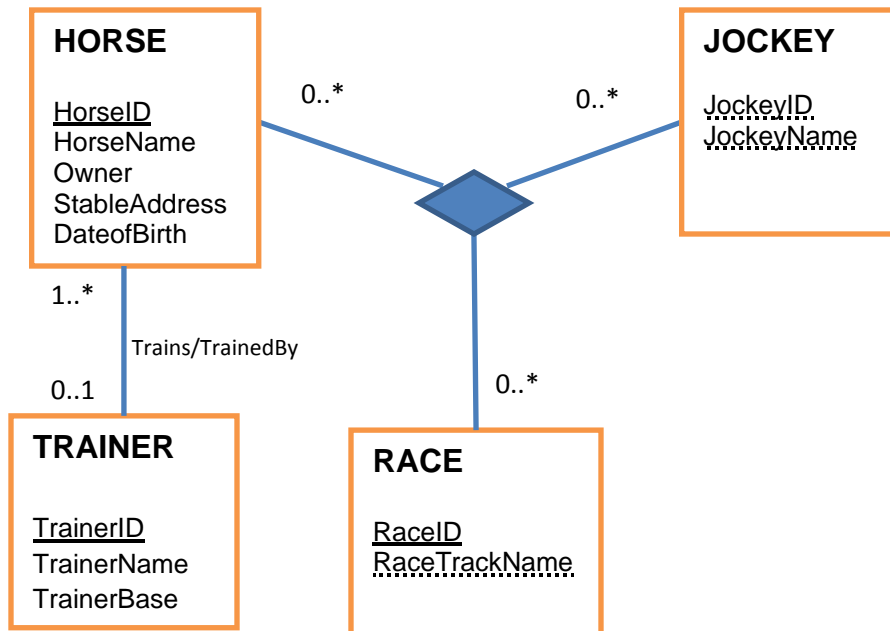 HORSE
HorseID
HorseName
Owner
StableAddress
DateofBirth
0..*
0..*
JOCKEY
JockeyID
JockeyName
1..*
Trains/TrainedBy
0..1
0..*
TRAINER
TrainerID
TrainerName
TrainerBase
RACE
RaceID
RaceTrackName